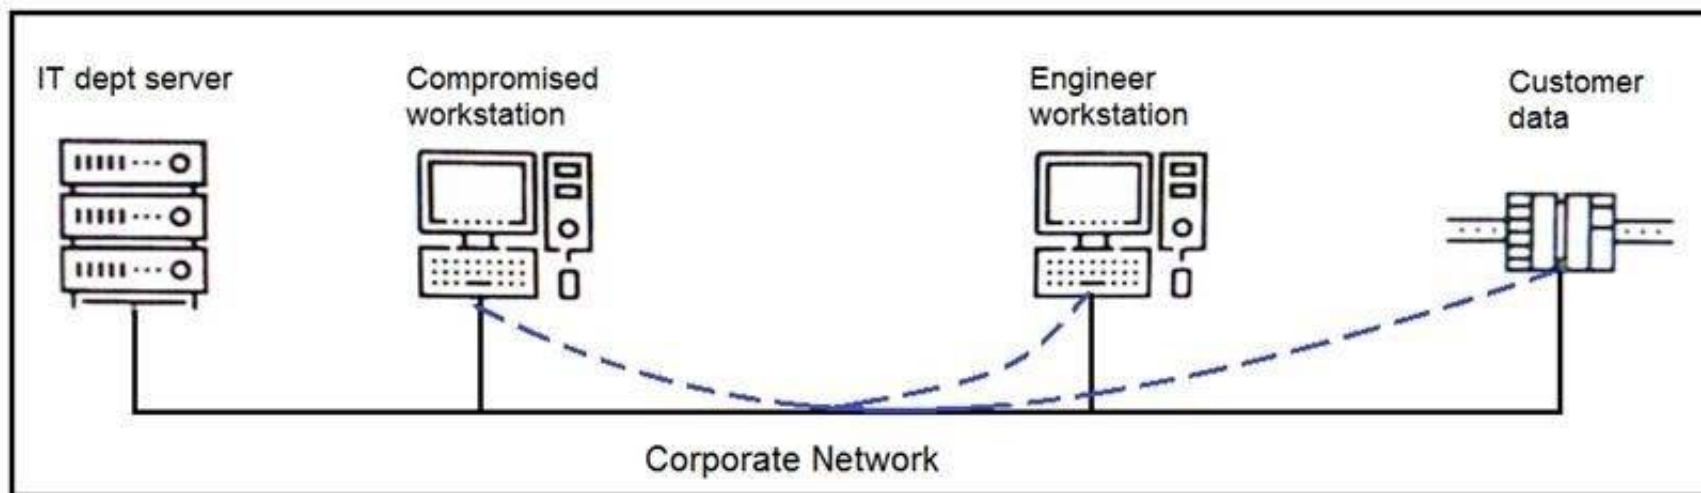 IT dept server
Compromised
workstation
Engineer
workstation
Customer
data
Corporate Network